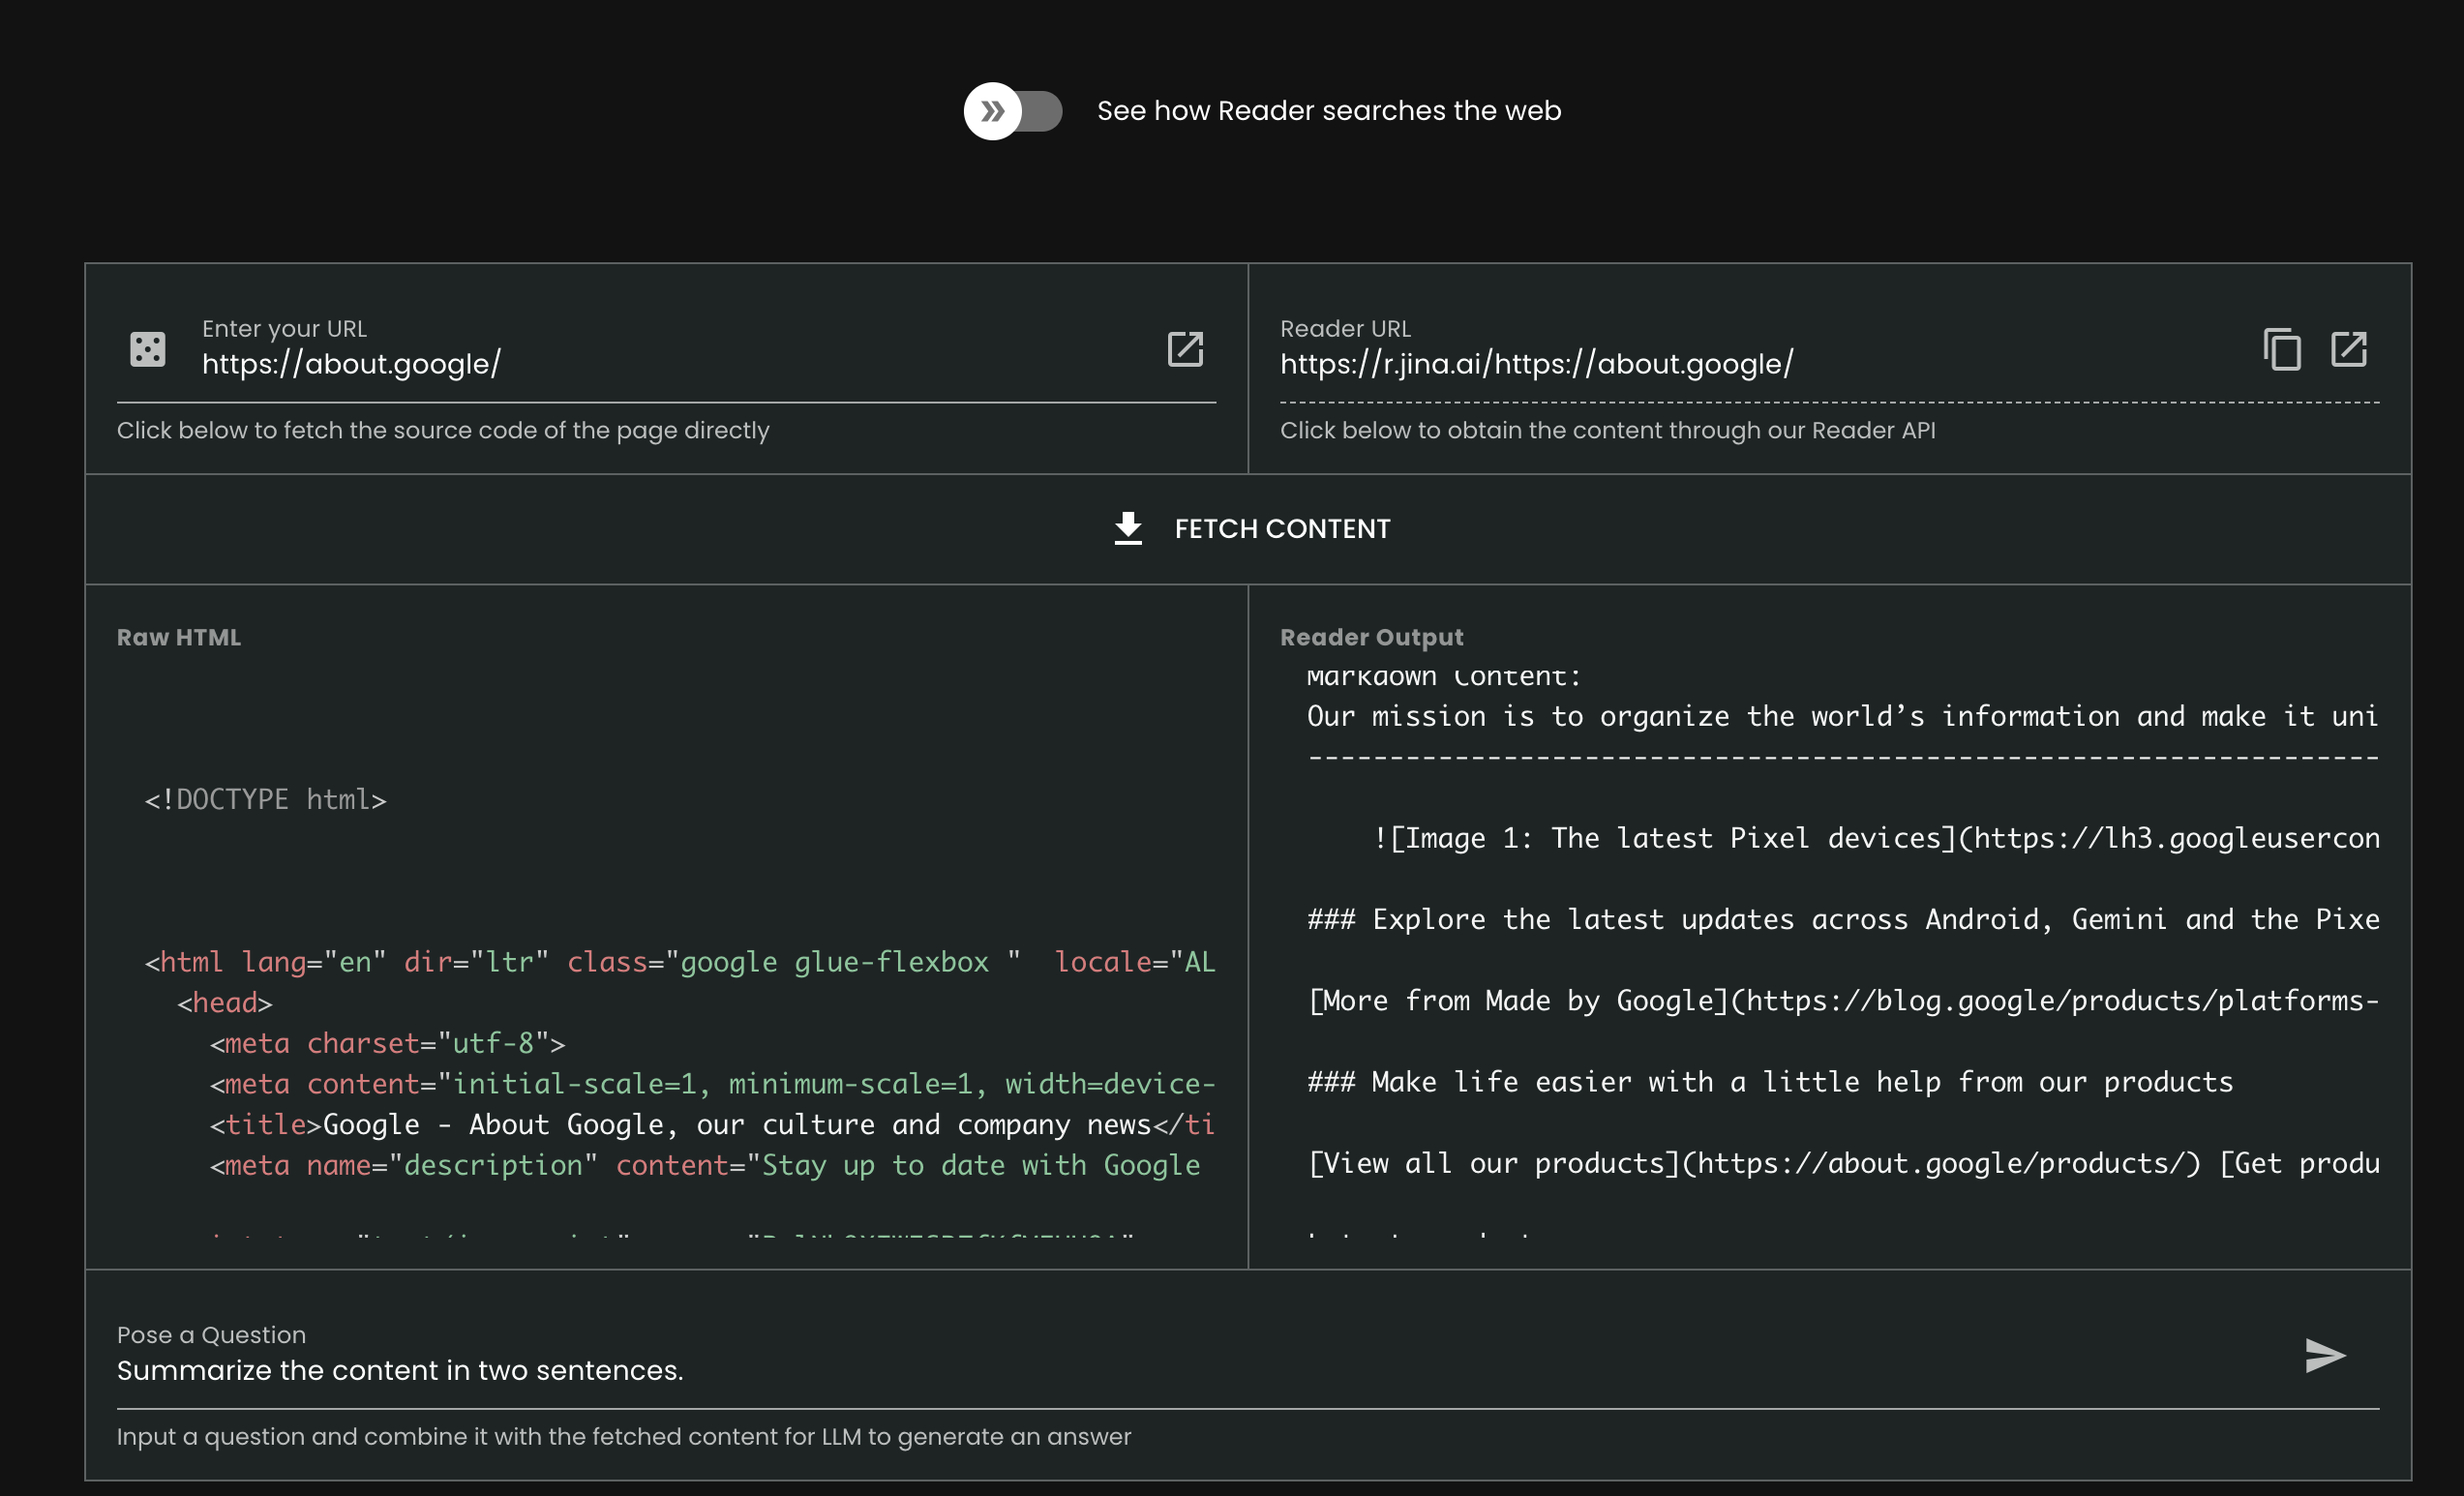 See how Reader searches the web
Enter your URL
https://about.google/
Click below to fetch the source code of the page directly
Reader URL
https://r.jina.ai/https://about.google/
Click below to obtain the content through our Reader API
FETCH CONTENT
Raw HTML
<!DOCTYPE html>
<html lang="en" dir="ltr" class="google glue-flexbox "  locale="AL
<head>
<meta charset="utf-8">
<meta content="initial-scale=1, minimum-scale=1, width=device-
<title>Google - About Google, our culture and company news</ti
<meta name="description" content="Stay up to date with Google
Reader Output
Markdown Content:
Our mission is to organize the world’s information and make it uni
------------------------------------------------------------------
![Image 1: The latest Pixel devices](https://lh3.googleusercon
### Explore the latest updates across Android, Gemini and the Pixe
[More from Made by Google](https://blog.google/products/platforms-
### Make life easier with a little help from our products
[View all our products](https://about.google/products/) [Get produ
Pose a Question
Summarize the content in two sentences.
Input a question and combine it with the fetched content for LLM to generate an answer